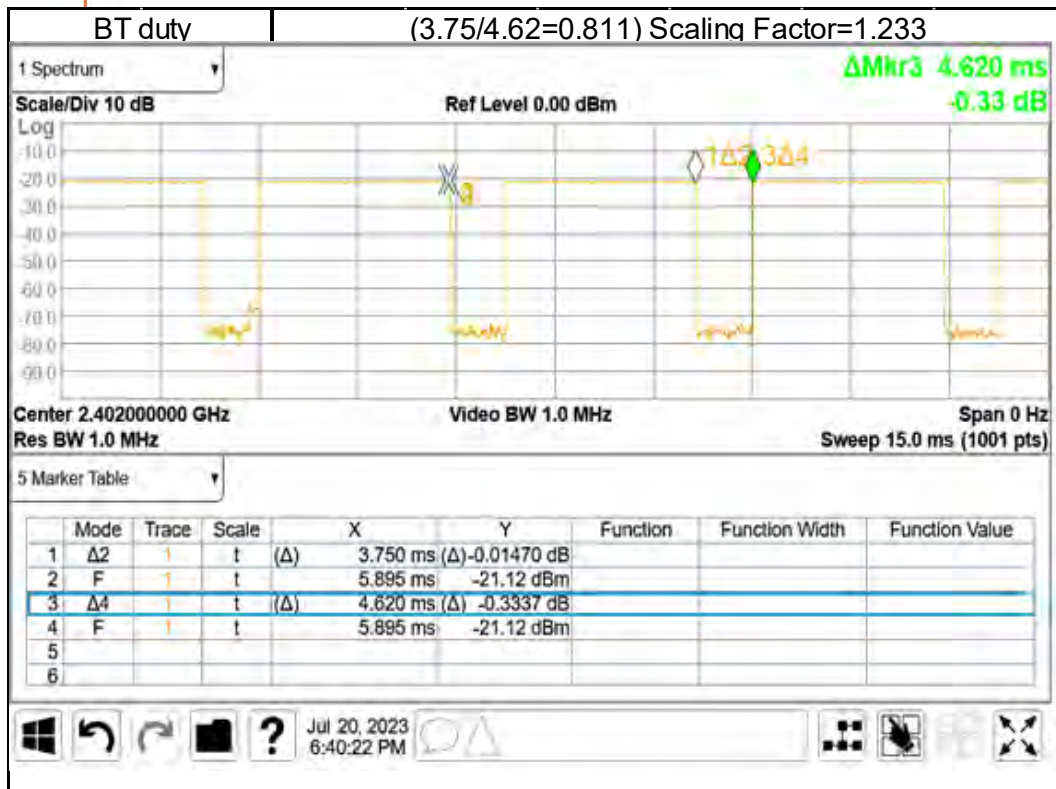 BT duty (3.75/4.62=0.811) Scaling Factor=1.233
1 Spectrum
ΔMkr3 4.620 ms
Scale/Div 10 dB Ref Level 0.00 dBm -0.33 dB
Log
-10.0
-20.0
-30.0
-40.0
-50.0
-60.0
-70.0
-80.0
-90.0
1Δ2 3Δ4
Center 2.402000000 GHz Video BW 1.0 MHz Span 0 Hz
Res BW 1.0 MHz Sweep 15.0 ms (1001 pts)
5 Marker Table
Mode Trace Scale X Y Function Function Width Function Value
1 Δ2 1 t (Δ) 3.750 ms (Δ) -0.01470 dB
2 F 1 t 5.895 ms -21.12 dBm
3 Δ4 1 t (Δ) 4.620 ms (Δ) -0.3337 dB
4 F 1 t 5.895 ms -21.12 dBm
5
6
? Jul 20, 2023
6:40:22 PM